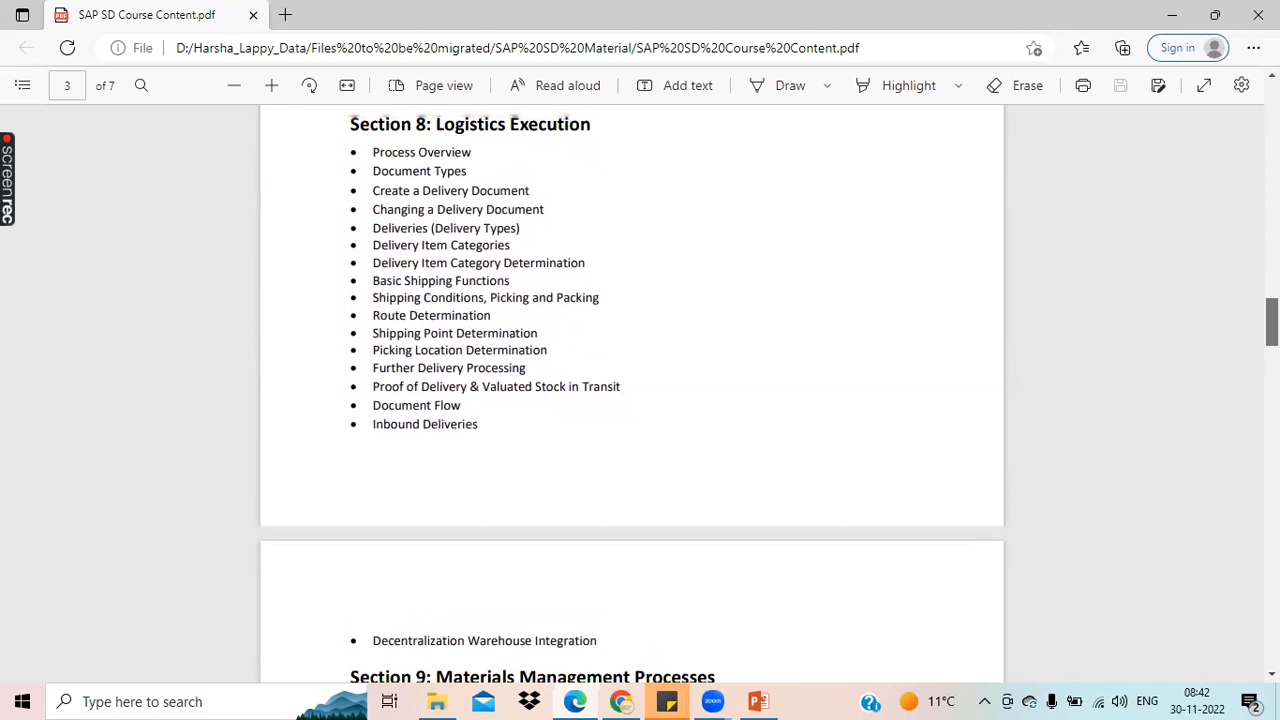 SAP SD Course Content.pdf
File
D:/Harsha_Lappy_Data/Files%20to%20be%20migrated/SAP%20SD%20Material/SAP%20SD%20Course%20Content.pdf
Sign in
3 of 7
Page view
Read aloud
Add text
Draw
Highlight
Erase
Section 8: Logistics Execution
• Process Overview
• Document Types
• Create a Delivery Document
• Changing a Delivery Document
• Deliveries (Delivery Types)
• Delivery Item Categories
• Delivery Item Category Determination
• Basic Shipping Functions
• Shipping Conditions, Picking and Packing
• Route Determination
• Shipping Point Determination
• Picking Location Determination
• Further Delivery Processing
• Proof of Delivery & Valuated Stock in Transit
• Document Flow
• Inbound Deliveries
• Decentralization Warehouse Integration
Section 9: Materials Management Processes
screenrec
Type here to search
zoom
11°C
ENG
08:42
30-11-2022
2